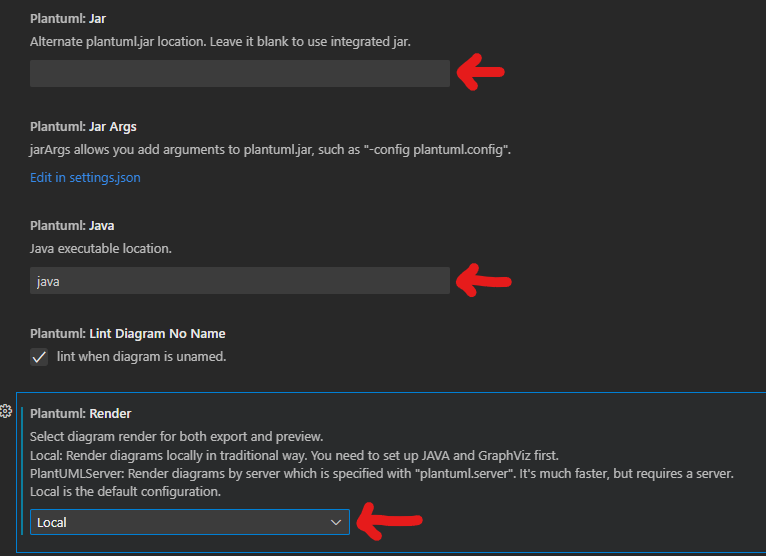 Plantuml: Jar
Alternate plantuml.jar location. Leave it blank to use integrated jar.
Plantuml: Jar Args
jarArgs allows you add arguments to plantuml.jar, such as "-config plantuml.config".
Edit in settings.json
Plantuml: Java
Java executable location.
java
Plantuml: Lint Diagram No Name
lint when diagram is unamed.
Plantuml: Render
Select diagram render for both export and preview.
Local: Render diagrams locally in traditional way. You need to set up JAVA and GraphViz first.
PlantUMLServer: Render diagrams by server which is specified with "plantuml.server". It's much faster, but requires a server.
Local is the default configuration.
Local